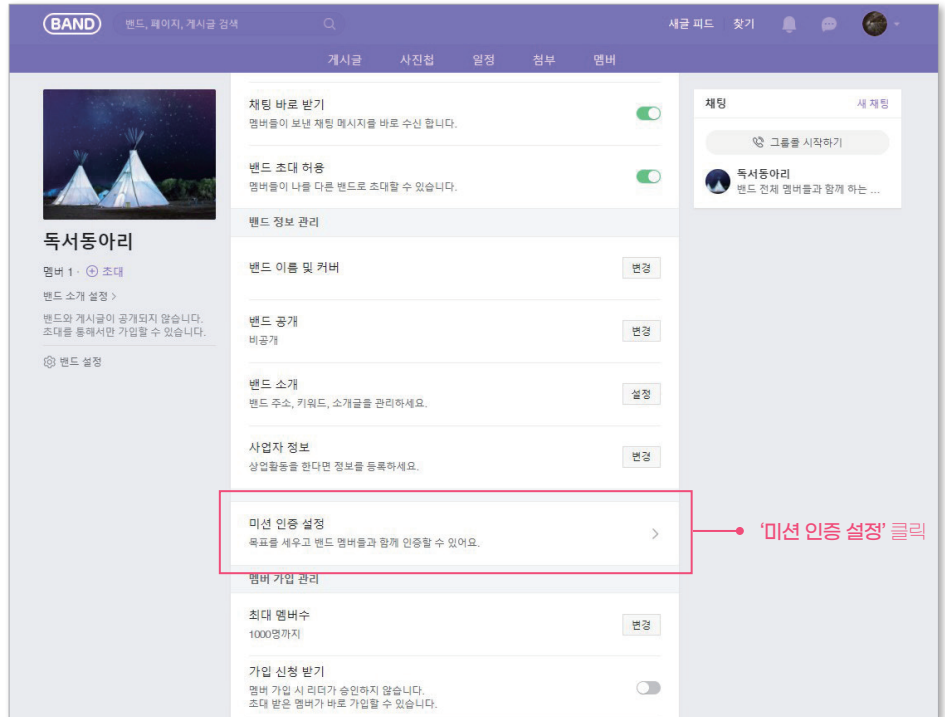 BAND
밴드, 페이지, 게시글 검색
새글 피드
찾기
게시글
사진첩
일정
첨부
멤버
독서동아리
멤버 1 · 초대
밴드 소개 설정 >
밴드와 게시글이 공개되지 않습니다.
초대를 통해서만 가입할 수 있습니다.
밴드 설정
채팅 바로 받기
멤버들이 보낸 채팅 메시지를 바로 수신 합니다.
밴드 초대 허용
멤버들이 나를 다른 밴드로 초대할 수 있습니다.
밴드 정보 관리
밴드 이름 및 커버
변경
밴드 공개
비공개
변경
밴드 소개
밴드 주소, 키워드, 소개글을 관리하세요.
설정
사업자 정보
상업활동을 한다면 정보를 등록하세요.
변경
미션 인증 설정
목표를 세우고 밴드 멤버들과 함께 인증할 수 있어요.
멤버 가입 관리
최대 멤버수
1000명까지
변경
가입 신청 받기
멤버 가입 시 리더가 승인하지 않습니다.
초대 받은 멤버가 바로 가입할 수 있습니다.
채팅
새 채팅
그룹콜 시작하기
독서동아리
밴드 전체 멤버들과 함께 하는 ...
‘미션 인증 설정’ 클릭